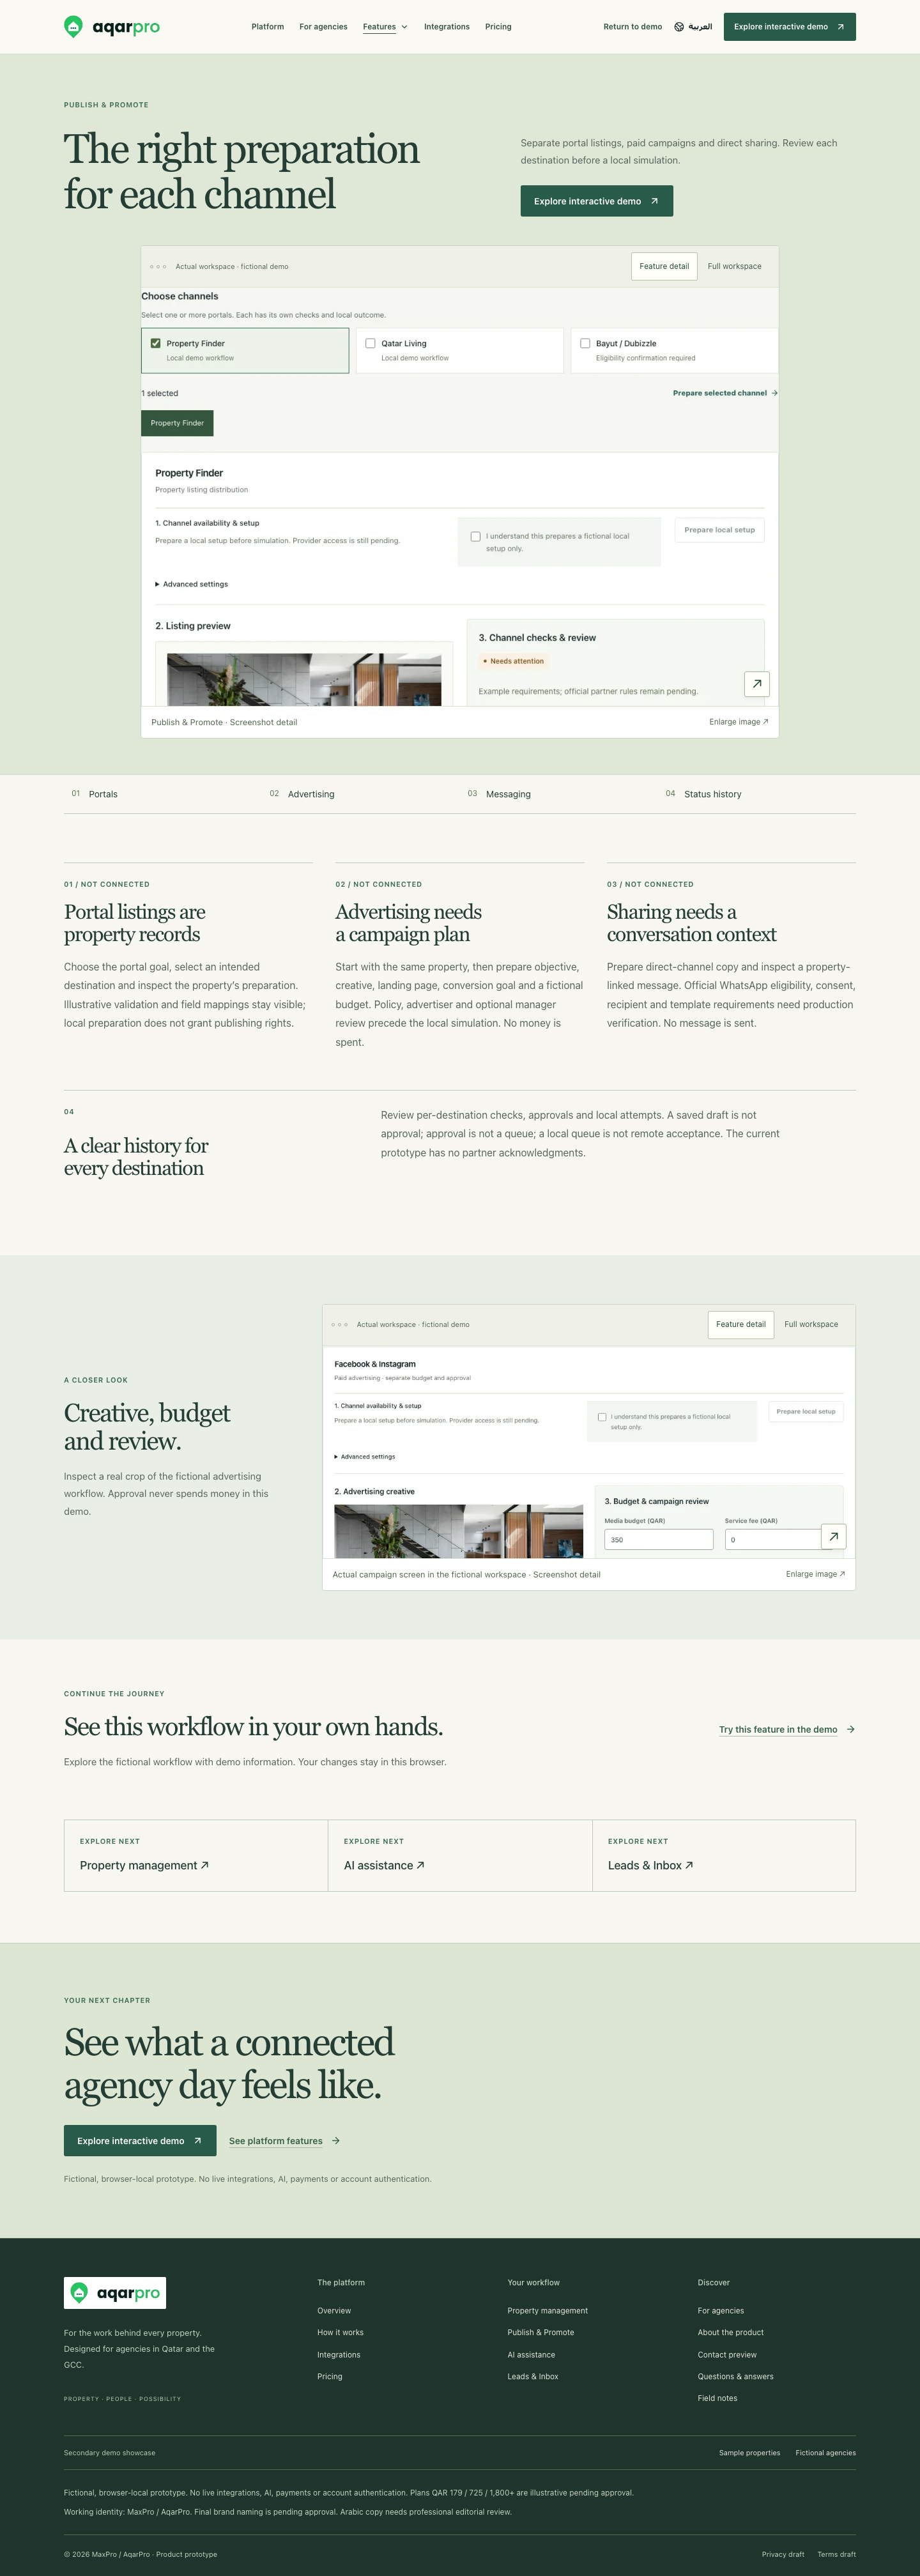 aqarpro
Platform
For agencies
Features
Integrations
Pricing
Return to demo
العربية
Explore interactive demo
PUBLISH & PROMOTE
The right preparation
for each channel
Separate portal listings, paid campaigns and direct sharing. Review each
destination before a local simulation.
Explore interactive demo
Actual workspace · fictional demo
Feature detail
Full workspace
Choose channels
Select one or more portals. Each has its own checks and local outcome.
Property Finder
Local demo workflow
Qatar Living
Local demo workflow
Bayut / Dubizzle
Eligibility confirmation required
1 selected
Prepare selected channel →
Property Finder
Property Finder
Property listing distribution
1. Channel availability & setup
Prepare a local setup before simulation. Provider access is still pending.
I understand this prepares a fictional local
setup only.
Prepare local setup
Advanced settings
2. Listing preview
3. Channel checks & review
Needs attention
Example requirements; official partner rules remain pending.
Publish & Promote · Screenshot detail
Enlarge image ↗
01 Portals
02 Advertising
03 Messaging
04 Status history
01 / NOT CONNECTED
Portal listings are
property records
Choose the portal goal, select an intended
destination and inspect the property's preparation.
Illustrative validation and field mappings stay visible;
local preparation does not grant publishing rights.
02 / NOT CONNECTED
Advertising needs
a campaign plan
Start with the same property, then prepare objective,
creative, landing page, conversion goal and a fictional
budget. Policy, advertiser and optional manager
review precede the local simulation. No money is
spent.
03 / NOT CONNECTED
Sharing needs a
conversation context
Prepare direct-channel copy and inspect a property-
linked message. Official WhatsApp eligibility, consent,
recipient and template requirements need production
verification. No message is sent.
04
A clear history for
every destination
Review per-destination checks, approvals and local attempts. A saved draft is not
approval; approval is not a queue; a local queue is not remote acceptance. The current
prototype has no partner acknowledgments.
A CLOSER LOOK
Creative, budget
and review.
Inspect a real crop of the fictional advertising
workflow. Approval never spends money in this
demo.
Actual workspace · fictional demo
Feature detail
Full workspace
Facebook & Instagram
Paid advertising · separate budget and approval
1. Channel availability & setup
Prepare a local setup before simulation. Provider access is still pending.
I understand this prepares a fictional local
setup only.
Prepare local setup
Advanced settings
2. Advertising creative
3. Budget & campaign review
Media budget (QAR)
Service fee (QAR)
350
0
Actual campaign screen in the fictional workspace · Screenshot detail
Enlarge image ↗
CONTINUE THE JOURNEY
See this workflow in your own hands.
Explore the fictional workflow with demo information. Your changes stay in this browser.
Try this feature in the demo →
EXPLORE NEXT
Property management ↗
EXPLORE NEXT
AI assistance ↗
EXPLORE NEXT
Leads & Inbox ↗
YOUR NEXT CHAPTER
See what a connected
agency day feels like.
Explore interactive demo
See platform features →
Fictional, browser-local prototype. No live integrations, AI, payments or account authentication.
aqarpro
For the work behind every property.
Designed for agencies in Qatar and the
GCC.
PROPERTY · PEOPLE · POSSIBILITY
The platform
Overview
How it works
Integrations
Pricing
Your workflow
Property management
Publish & Promote
AI assistance
Leads & Inbox
Discover
For agencies
About the product
Contact preview
Questions & answers
Field notes
Secondary demo showcase
Sample properties
Fictional agencies
Fictional, browser-local prototype. No live integrations, AI, payments or account authentication. Plans QAR 179 / 725 / 1,800+ are illustrative pending approval.
Working identity: MaxPro / AqarPro. Final brand naming is pending approval. Arabic copy needs professional editorial review.
© 2026 MaxPro / AqarPro · Product prototype
Privacy draft
Terms draft